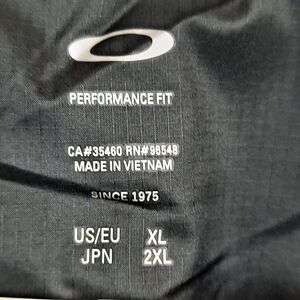 PERFORMANCE FIT
CA#35460 RN#98548
MADE IN VIETNAM
SINCE 1975
US/EU XL
JPN 2XL